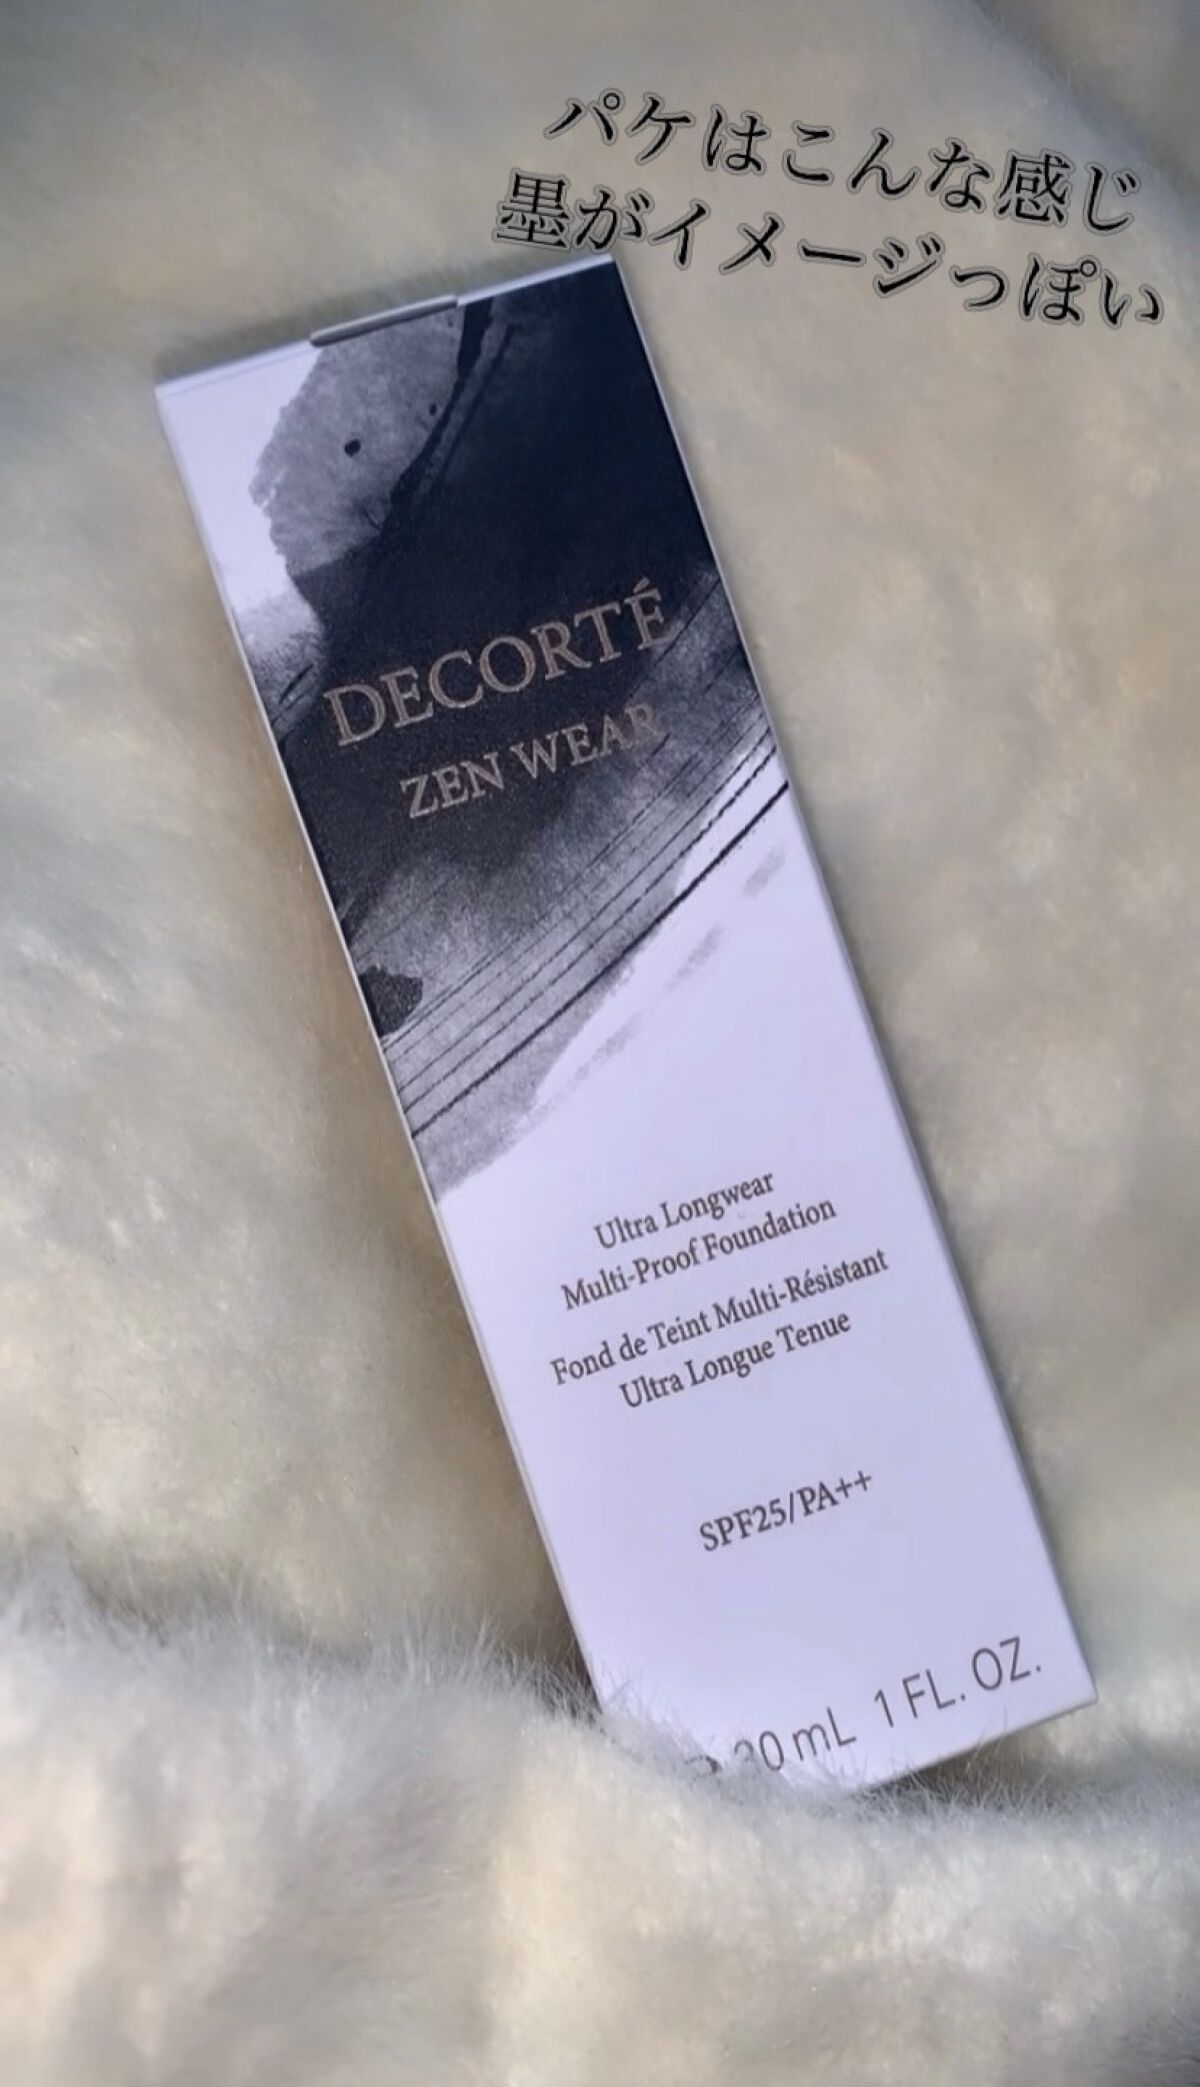 パケはこんな感じ
墨がイメージっぽい
DECORTÉ
ZEN WEAR
Ultra Longwear
Multi-Proof Foundation
Fond de Teint Multi-Résistant
Ultra Longue Tenue
SPF25/PA++
30 mL 1 FL. OZ.